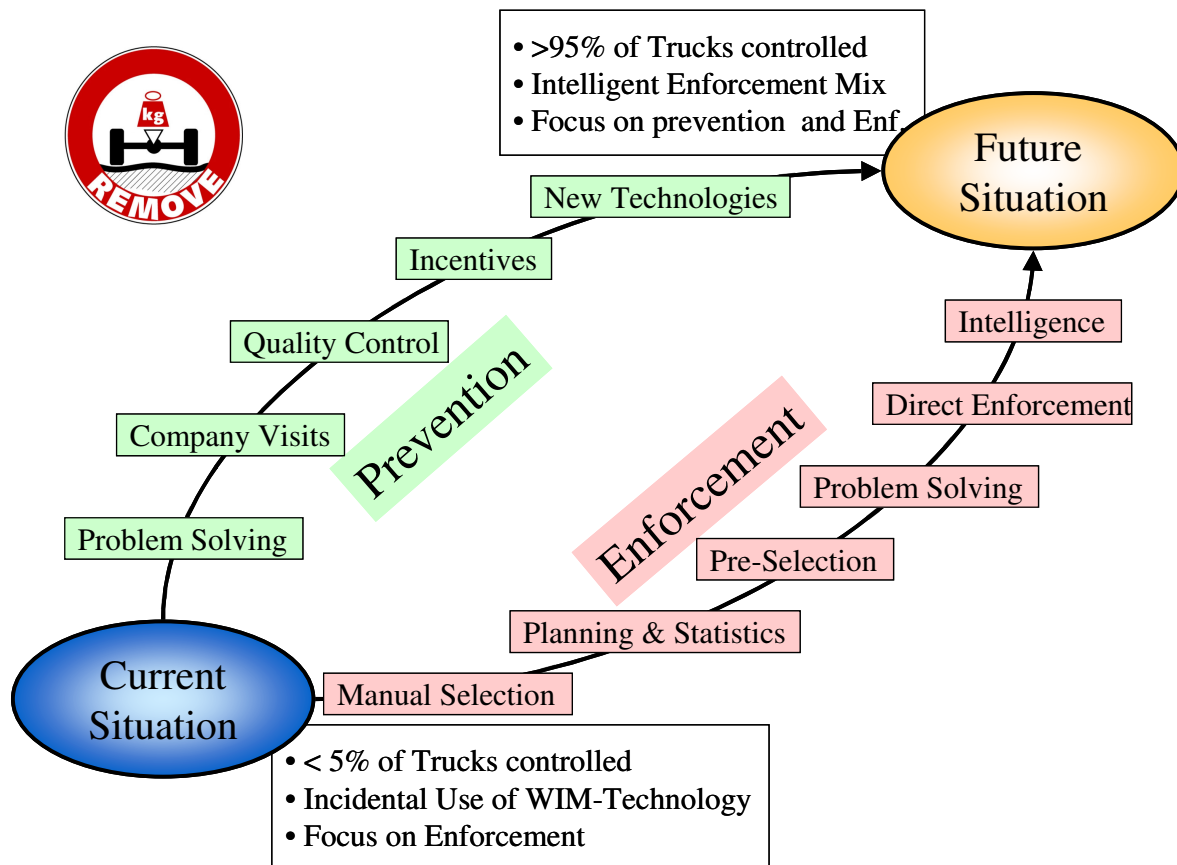 • >95% of Trucks controlled
• Intelligent Enforcement Mix
• Focus on prevention  and Enf.
kg
REMOVE
Future
Situation
New Technologies
Incentives
Quality Control
Company Visits
Problem Solving
Prevention
Intelligence
Direct Enforcement
Problem Solving
Pre-Selection
Planning & Statistics
Manual Selection
Enforcement
Current
Situation
• < 5% of Trucks controlled
• Incidental Use of WIM-Technology
• Focus on Enforcement